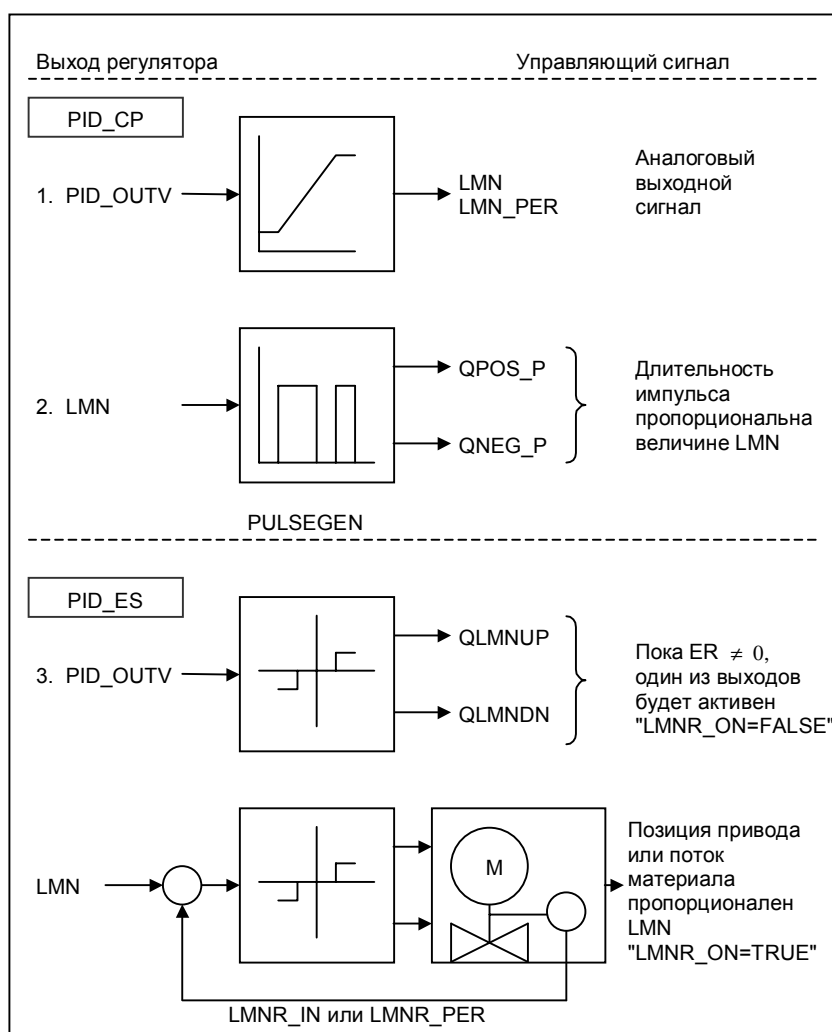 Выход регулятора
Управляющий сигнал
PID_CP
1. PID_OUTV
LMN
LMN_PER
Аналоговый
выходной
сигнал
2. LMN
QPOS_P
QNEG_P
Длительность
импульса
пропорциональна
величине LMN
PULSEGEN
PID_ES
3. PID_OUTV
QLMNUP
QLMNDN
Пока ER ≠ 0,
один из выходов
будет активен
"LMNR_ON=FALSE"
LMN
M
Позиция привода
или поток
материала
пропорционален
LMN
"LMNR_ON=TRUE"
LMNR_IN или LMNR_PER